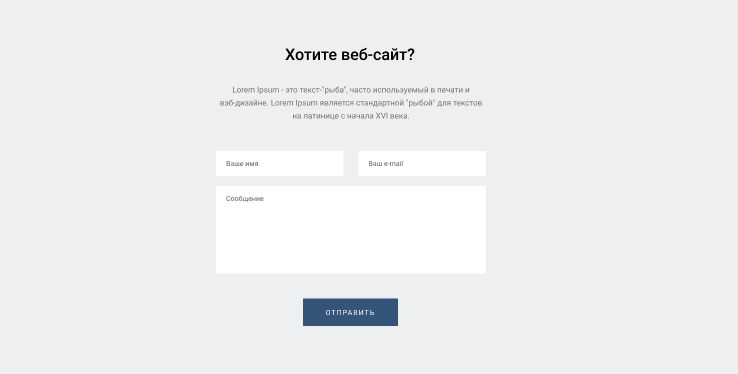 Хотите веб-сайт?
Lorem Ipsum - это текст-"рыба", часто используемый в печати и
вэб-дизайне. Lorem Ipsum является стандартной "рыбой" для текстов
на латинице с начала XVI века.
Ваше имя
Ваш e-mail
Сообщение
ОТПРАВИТЬ